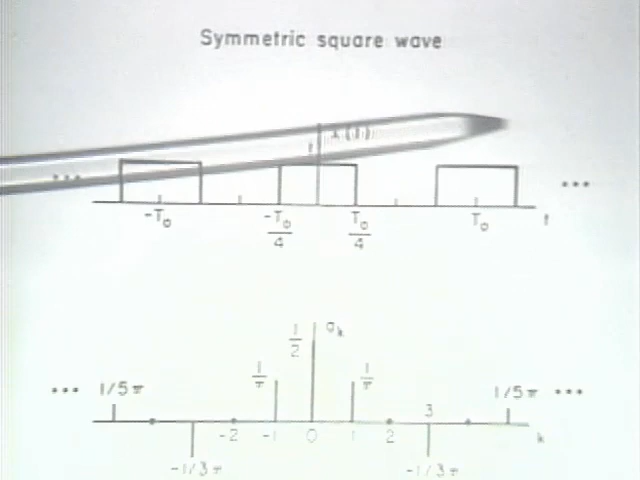 Symmetric square wave
x(t)
1
••• •••
-T₀ -T₀/4 T₀/4 T₀ t
1/2 aₖ
1/π 1/π
••• 1/5π 1/5π •••
3
-2 -1 0 1 2 k
-1/3π -1/3π